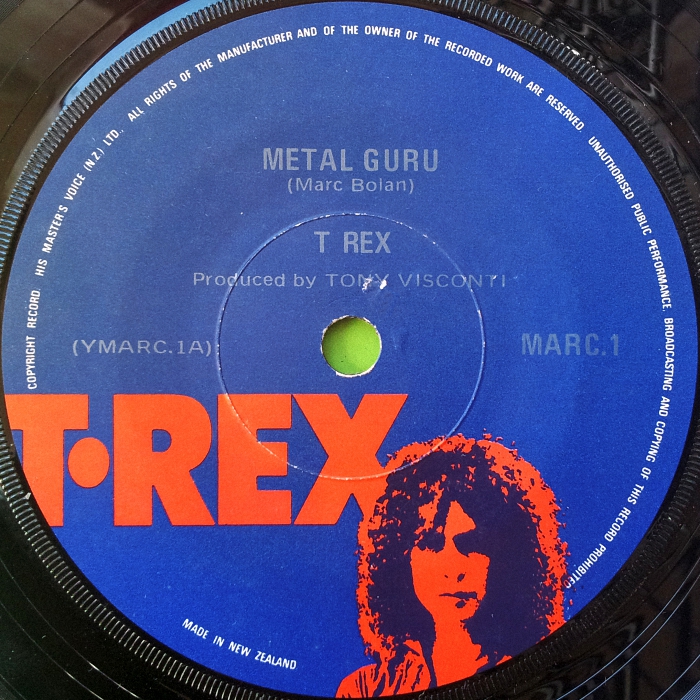 COPYRIGHT RECORD. HIS MASTER'S VOICE (N.Z.) LTD., ALL RIGHTS OF THE MANUFACTURER AND OF THE OWNER OF THE RECORDED WORK ARE RESERVED. UNAUTHORISED PUBLIC PERFORMANCE, BROADCASTING AND COPYING OF THIS RECORD PROHIBITED
METAL GURU
(Marc Bolan)
T REX
Produced by TONY VISCONTI
(YMARC.1A)
MARC.1
T·REX
MADE IN NEW ZEALAND